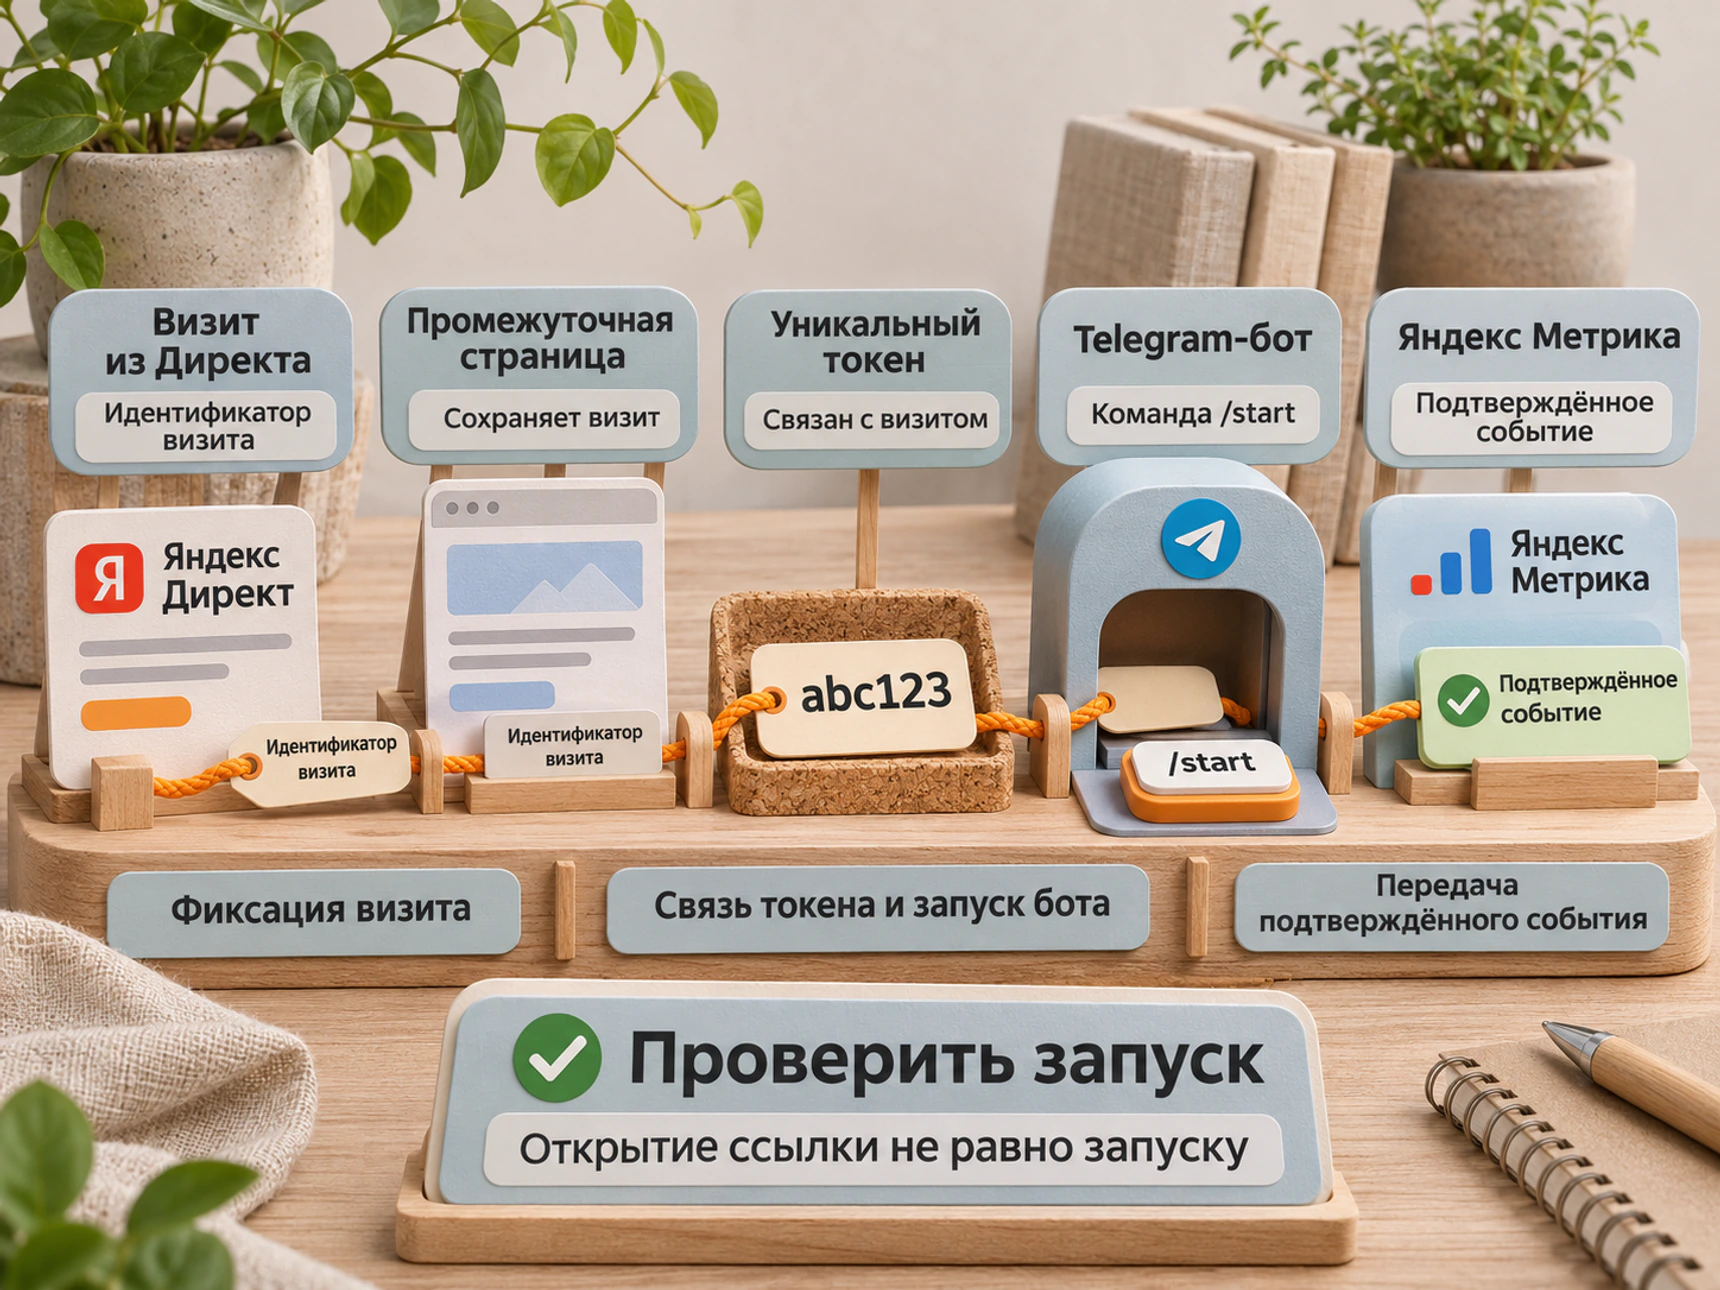 Визит
из Директа
Идентификатор
визита
Промежуточная
страница
Сохраняет визит
Уникальный
токен
Связан с визитом
Telegram-бот
Команда /start
Яндекс Метрика
Подтверждённое
событие
Я
Яндекс
Директ
Идентификатор
визита
Идентификатор
визита
abc123
/start
Яндекс
Метрика
Подтверждённое
событие
Фиксация визита
Связь токена и запуск бота
Передача
подтверждённого события
Проверить запуск
Открытие ссылки не равно запуску